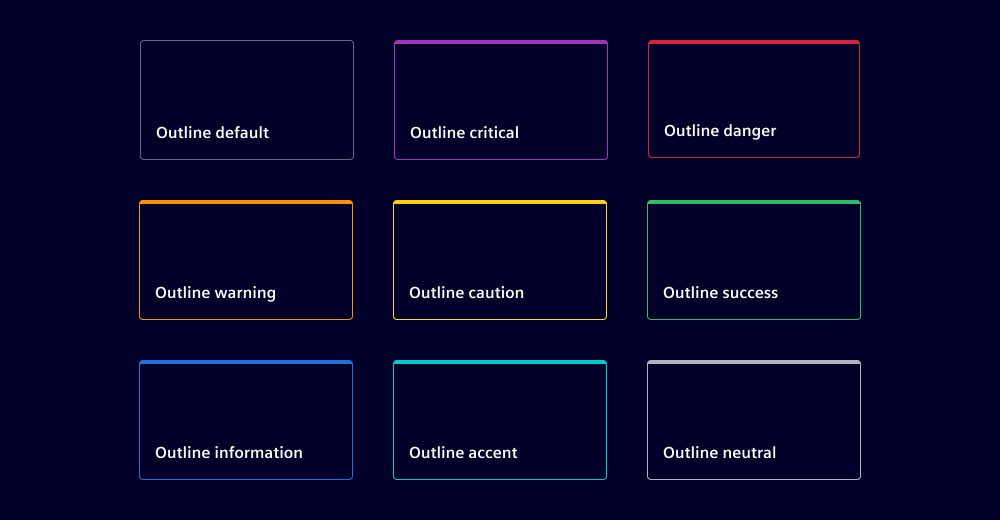 Outline default
Outline critical
Outline danger
Outline warning
Outline caution
Outline success
Outline information
Outline accent
Outline neutral